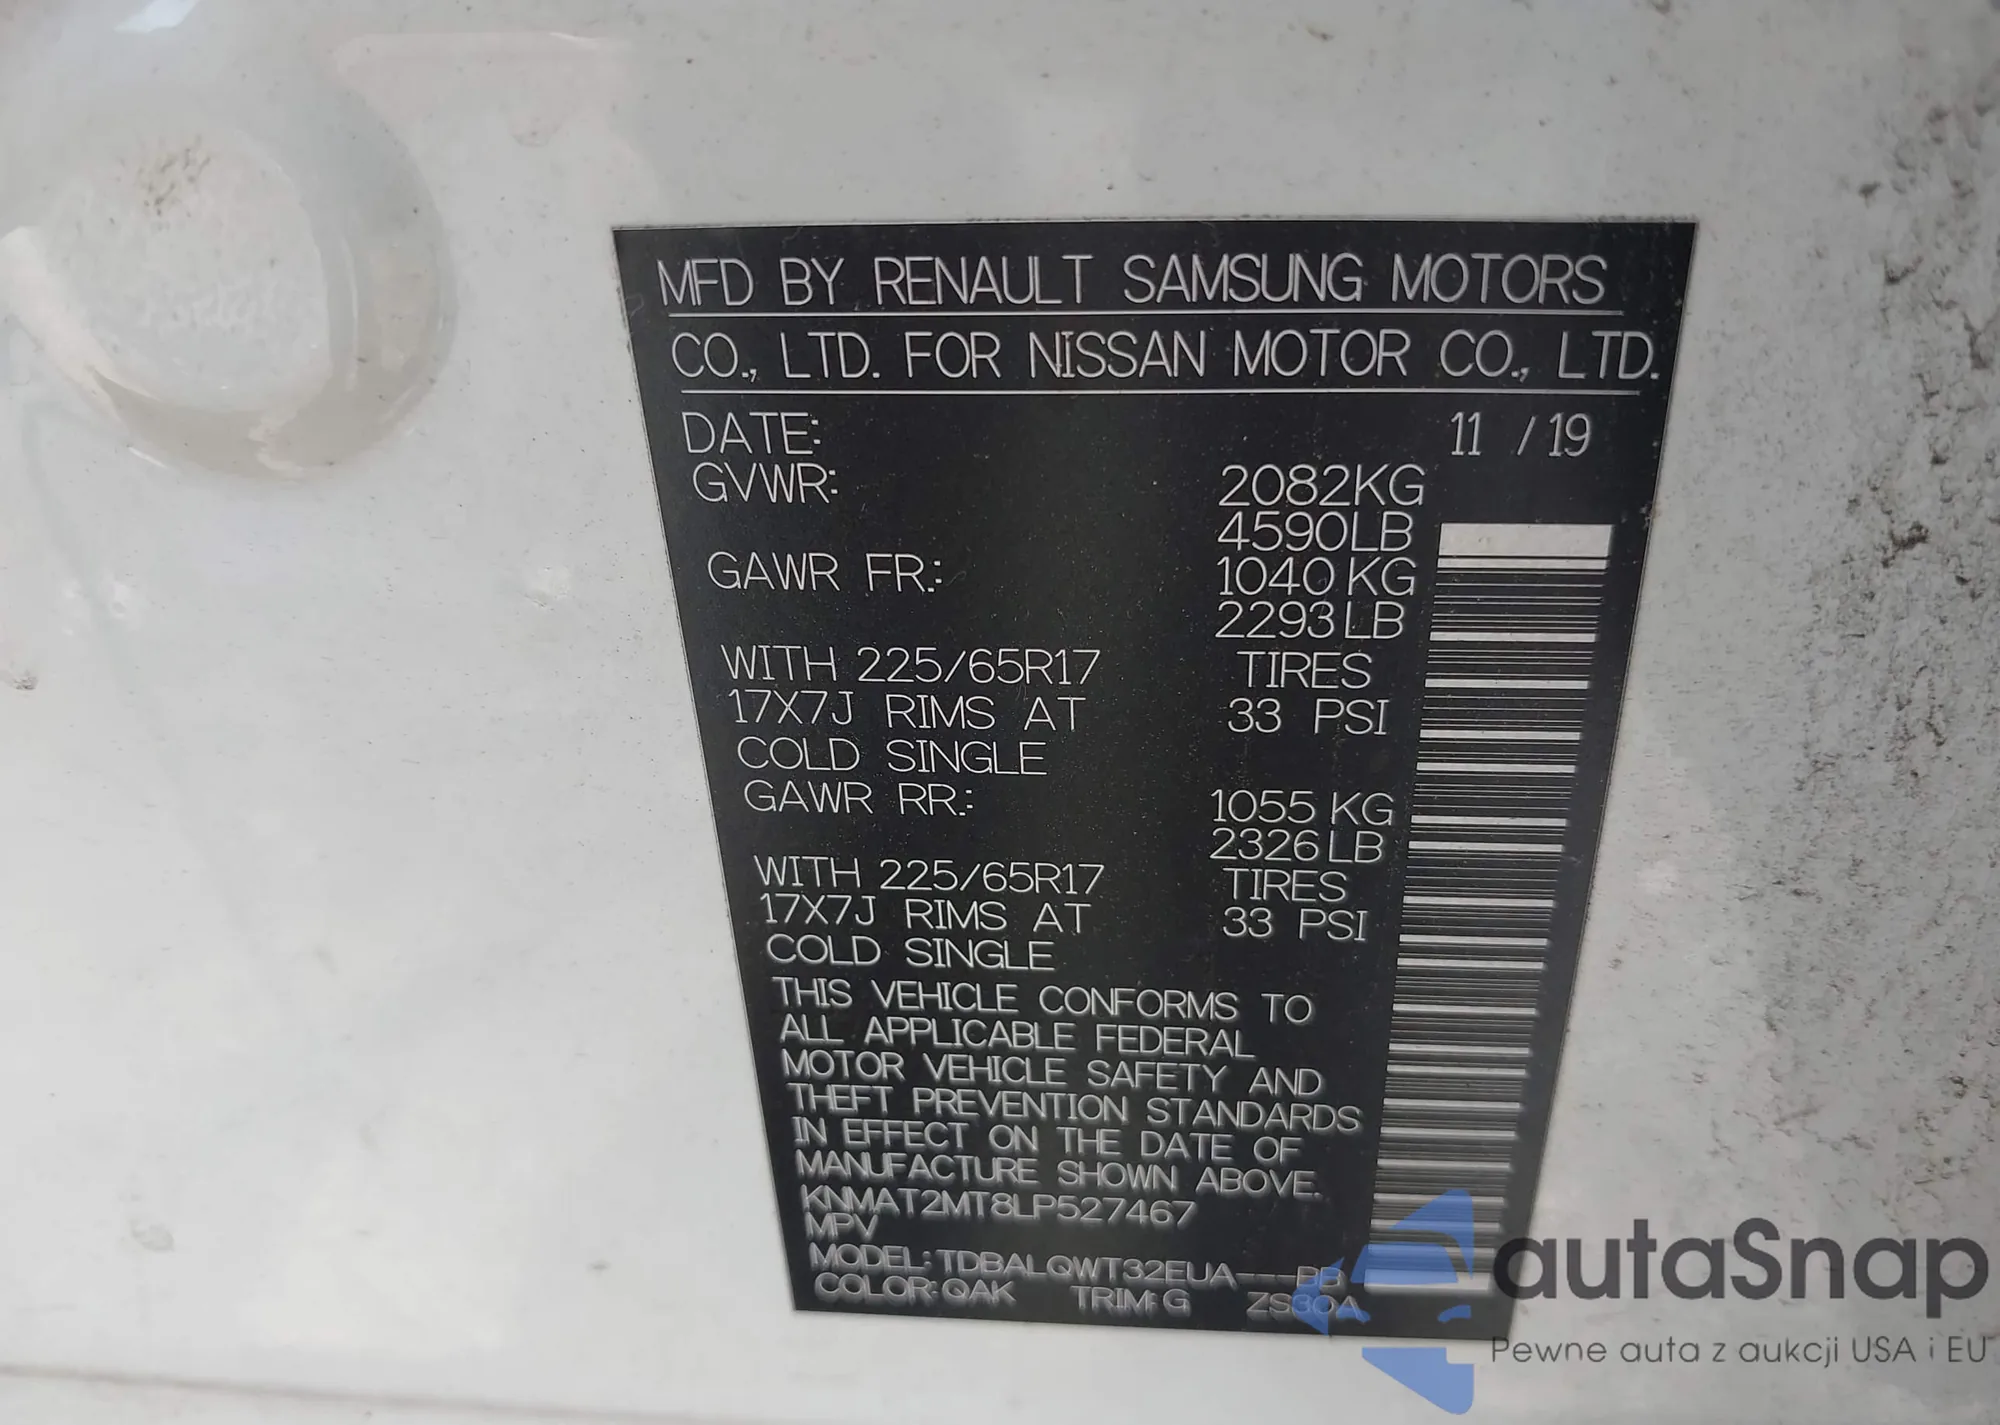 MFD BY RENAULT SAMSUNG MOTORS
CO., LTD. FOR NISSAN MOTOR CO., LTD.
DATE: 11 / 19
GVWR: 2082KG
4590LB
GAWR FR.: 1040 KG
2293LB
WITH 225/65R17 TIRES
17X7J RIMS AT 33 PSI
COLD SINGLE
GAWR RR.: 1055 KG
2326LB
WITH 225/65R17 TIRES
17X7J RIMS AT 33 PSI
COLD SINGLE
THIS VEHICLE CONFORMS TO
ALL APPLICABLE FEDERAL
MOTOR VEHICLE SAFETY AND
THEFT PREVENTION STANDARDS
IN EFFECT ON THE DATE OF
MANUFACTURE SHOWN ABOVE.
KNMAT2MT8LP527467
MPV
MODEL: TDBALQWT32EUA---BB
COLOR: QAK TRIM: G
autaSnap
Pewne auta z aukcji USA i EU